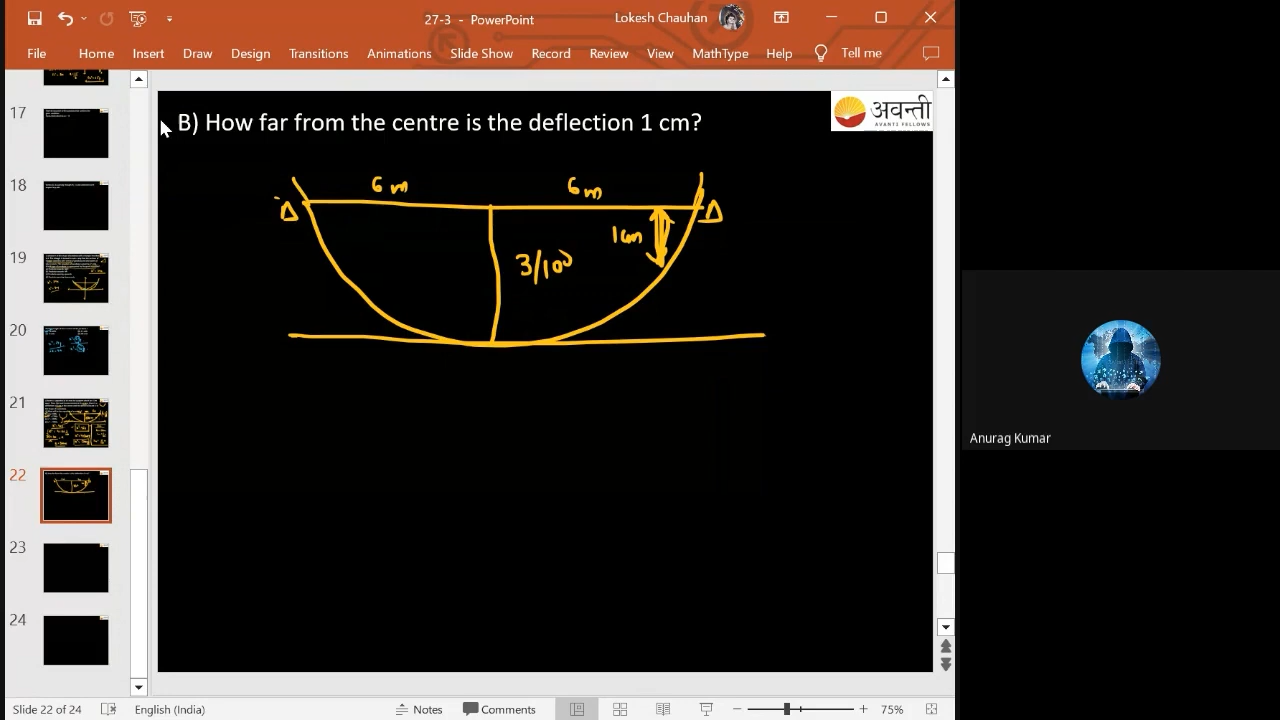 27-3 - PowerPoint
Lokesh Chauhan
File Home Insert Draw Design Transitions Animations Slide Show Record Review View MathType Help Tell me
17
18
19
20
21
22
23
24
B) How far from the centre is the deflection 1 cm?
अवन्ती
AVANTI FELLOWS
6 m 6 m
1cm
3/100
Anurag Kumar
Slide 22 of 24 English (India) Notes Comments 75%